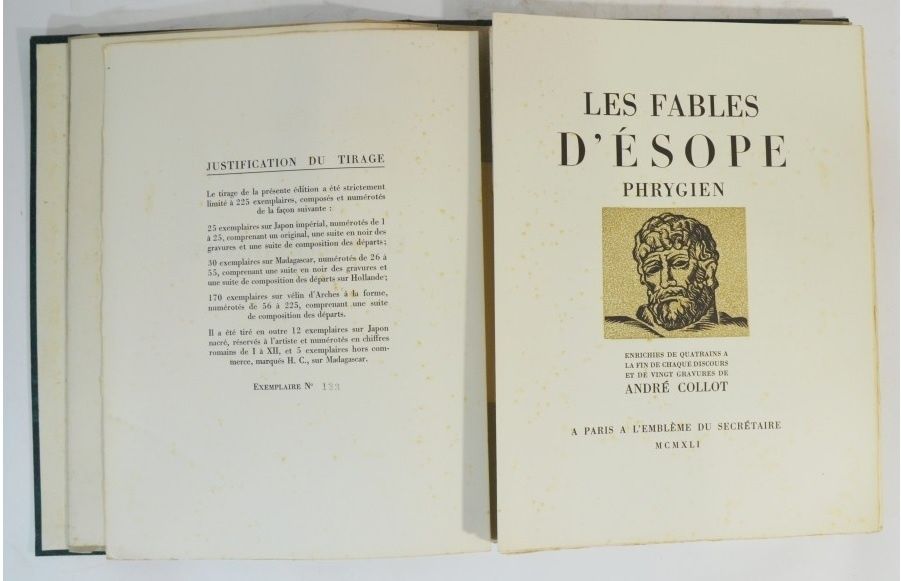 JUSTIFICATION DU TIRAGE
Le tirage de la présente édition a été strictement
limité à 225 exemplaires, composés et numérotés
de la façon suivante :
25 exemplaires sur Japon impérial, numérotés de 1
à 25, comprenant un original, une suite en noir des
gravures et une suite de composition des départs ;
30 exemplaires sur Madagascar, numérotés de 26 à
55, comprenant une suite en noir des gravures et
une suite de composition des départs sur Hollande ;
170 exemplaires sur vélin d'Arches à la forme,
numérotés de 56 à 225, comprenant une suite
de composition des départs.
Il a été tiré en outre 12 exemplaires sur Japon
nacré, réservés à l'artiste et numérotés en chiffres
romains de I à XII, et 5 exemplaires hors com-
merce, marqués H. C., sur Madagascar.
EXEMPLAIRE N°
LES FABLES
D'ÉSOPE
PHRYGIEN
ENRICHIES DE QUATRAINS A
LA FIN DE CHAQUE DISCOURS
ET DE VINGT GRAVURES DE
ANDRÉ COLLOT
A PARIS A L'EMBLÈME DU SECRÉTAIRE
MCMXLI